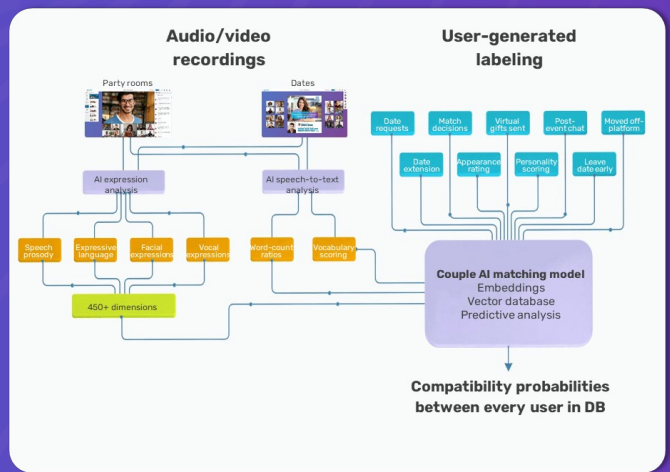 Audio/video
recordings
User-generated
labeling
Party rooms
Dates
Date
requests
Match
decisions
Virtual
gifts sent
Post-
event chat
Moved off-
platform
Date
extension
Appearance
rating
Personality
scoring
Leave
date early
AI expression
analysis
AI speech-to-text
analysis
Speech
prosody
Expressive
language
Facial
expressions
Vocal
expressions
Word-count
ratios
Vocabulary
scoring
450+ dimensions
Couple AI matching model
Embeddings
Vector database
Predictive analysis
Compatibility probabilities
between every user in DB